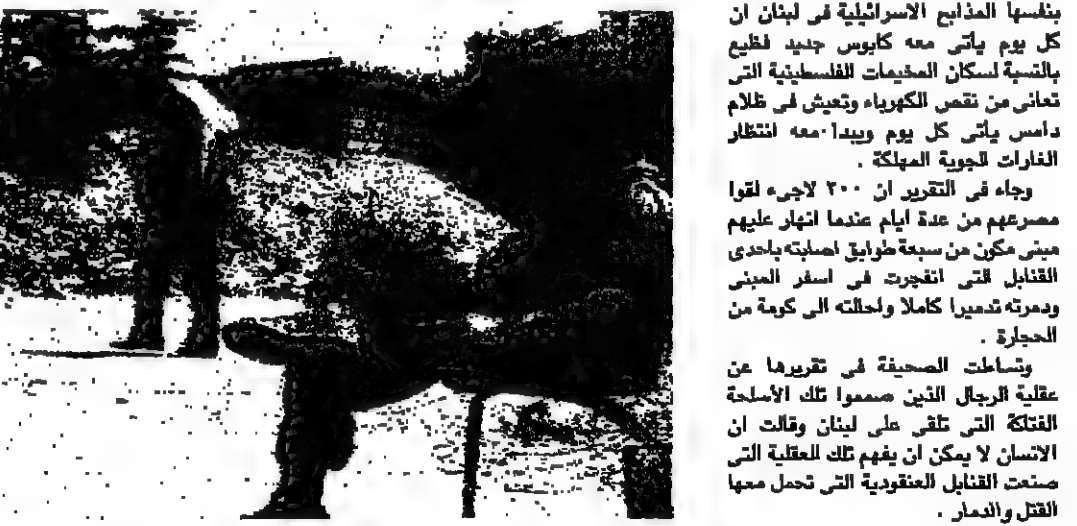 بنفسها المذابح الاسرائيلية فى لبنان ان
كل يوم يأتى معه كابوس جديد فظيع
بالنسبة لسكان المخيمات الفلسطينية التى
تعانى من نقص الكهرباء وتعيش فى ظلام
دامس يأتى كل يوم ويبدأ معه انتظار
الغارات الجوية المهلكة .
وجاء فى التقرير ان ٢٠٠ لاجىء لقوا
مصرعهم من عدة ايام عندما انهار عليهم
مبنى مكون من سبعة طوابق اصابته باحدى
القنابل التى انفجرت فى اسفر المبنى
ودمرته تدميرا كاملا واحالته الى كومة من
الحجارة .
وتساءلت الصحيفة فى تقريرها عن
عقلية الرجال الذين صمموا تلك الأسلحة
الفتاكة التى تلقى على لبنان وقالت ان
الانسان لا يمكن ان يفهم تلك العقلية التى
صنعت القنابل العنقودية التى تحمل معها
القتل والدمار .